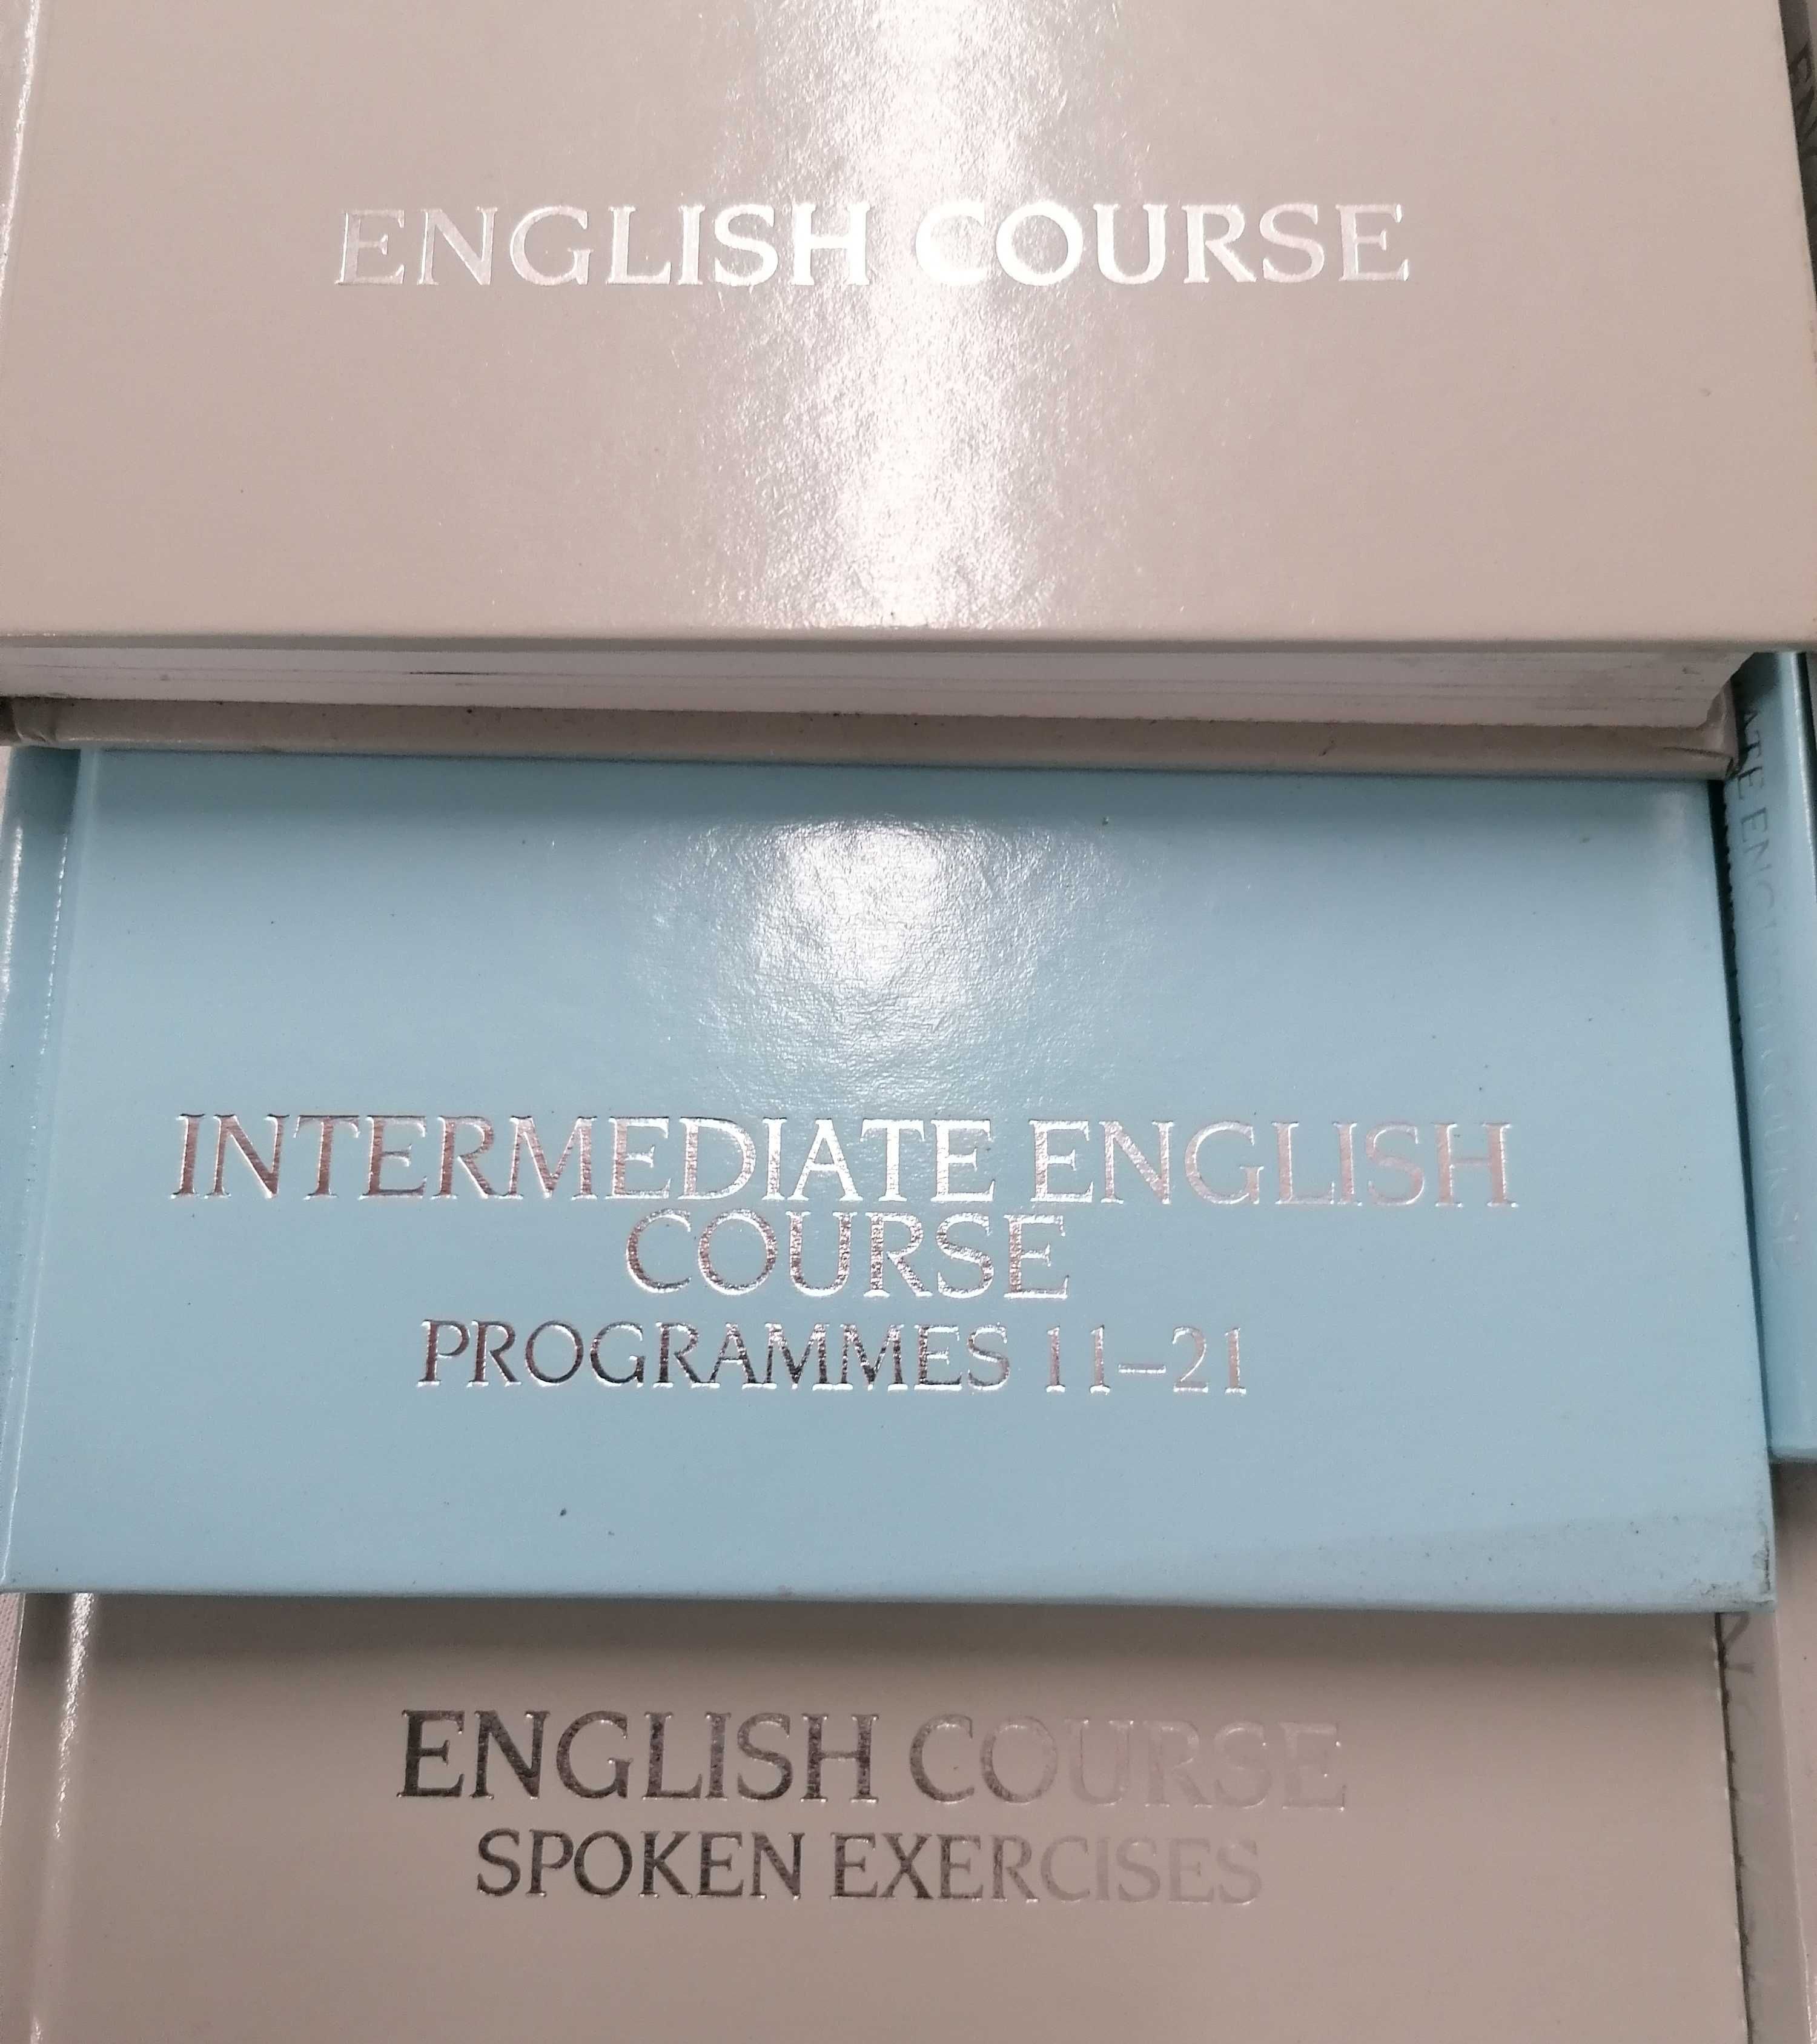 ENGLISH COURSE
INTERMEDIATE ENGLISH
COURSE
PROGRAMMES 11–21
ENGLISH COURSE
SPOKEN EXERCISES